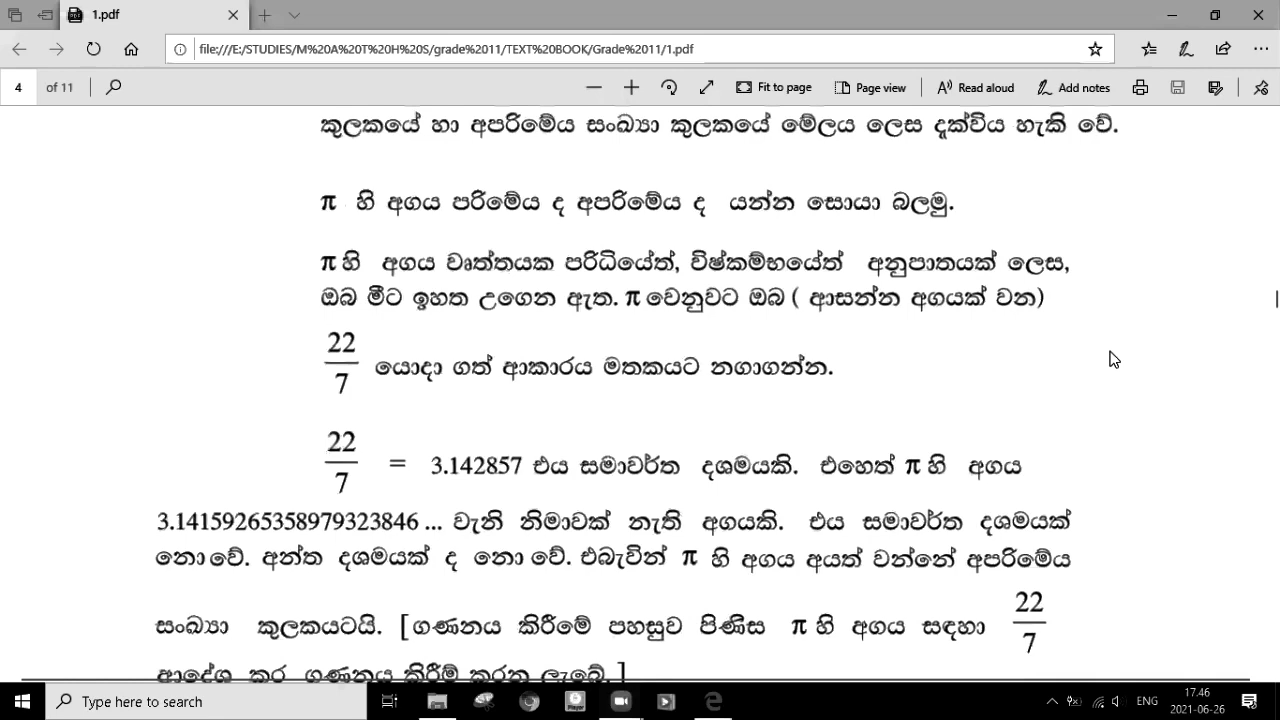 1.pdf
file:///E:/STUDIES/M%20A%20T%20H%20S/grade%2011/TEXT%20BOOK/Grade%2011/1.pdf
4 of 11 Fit to page Page view Read aloud Add notes
කුලකයේ හා අපරිමේය සංඛ්‍යා කුලකයේ මේලය ලෙස දැක්විය හැකි වේ.
π හි අගය පරිමේය ද අපරිමේය ද යන්න සොයා බලමු.
π හි අගය වෘත්තයක පරිධියේත්, විෂ්කම්භයේත් අනුපාතයක් ලෙස,
ඔබ මීට ඉහත උගෙන ඇත. π වෙනුවට ඔබ ( ආසන්න අගයක් වන)
22/7 යොදා ගත් ආකාරය මතකයට නගාගන්න.
22/7 = 3.142857 එය සමාවර්ත දශමයකි. එහෙත් π හි අගය
3.14159265358979323846 ... වැනි නිමාවක් නැති අගයකි. එය සමාවර්ත දශමයක්
නො වේ. අන්ත දශමයක් ද නො වේ. එබැවින් π හි අගය අයත් වන්නේ අපරිමේය
සංඛ්‍යා කුලකයටයි. [ ගණනය කිරීමේ පහසුව පිණිස π හි අගය සඳහා 22/7
ආදේශ කර ගණනය කිරීම් කරනු ලැබේ. ]
Type here to search
ENG
17.46
2021-06-26